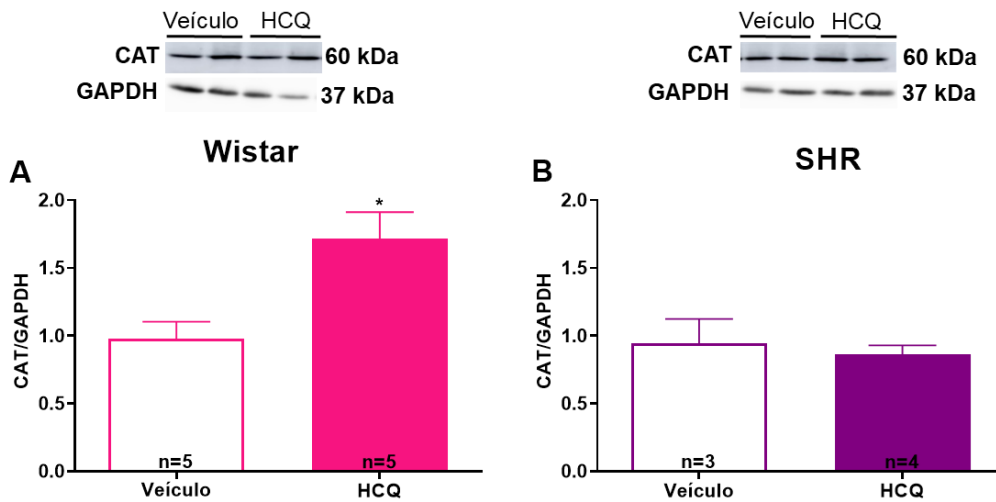 Veículo HCQ
CAT 60 kDa
GAPDH 37 kDa
Wistar
A
2.0
1.5
1.0
0.5
0.0
CAT/GAPDH
*
n=5 n=5
Veículo HCQ
Veículo HCQ
CAT 60 kDa
GAPDH 37 kDa
SHR
B
2.0
1.5
1.0
0.5
0.0
CAT/GAPDH
n=3 n=4
Veículo HCQ